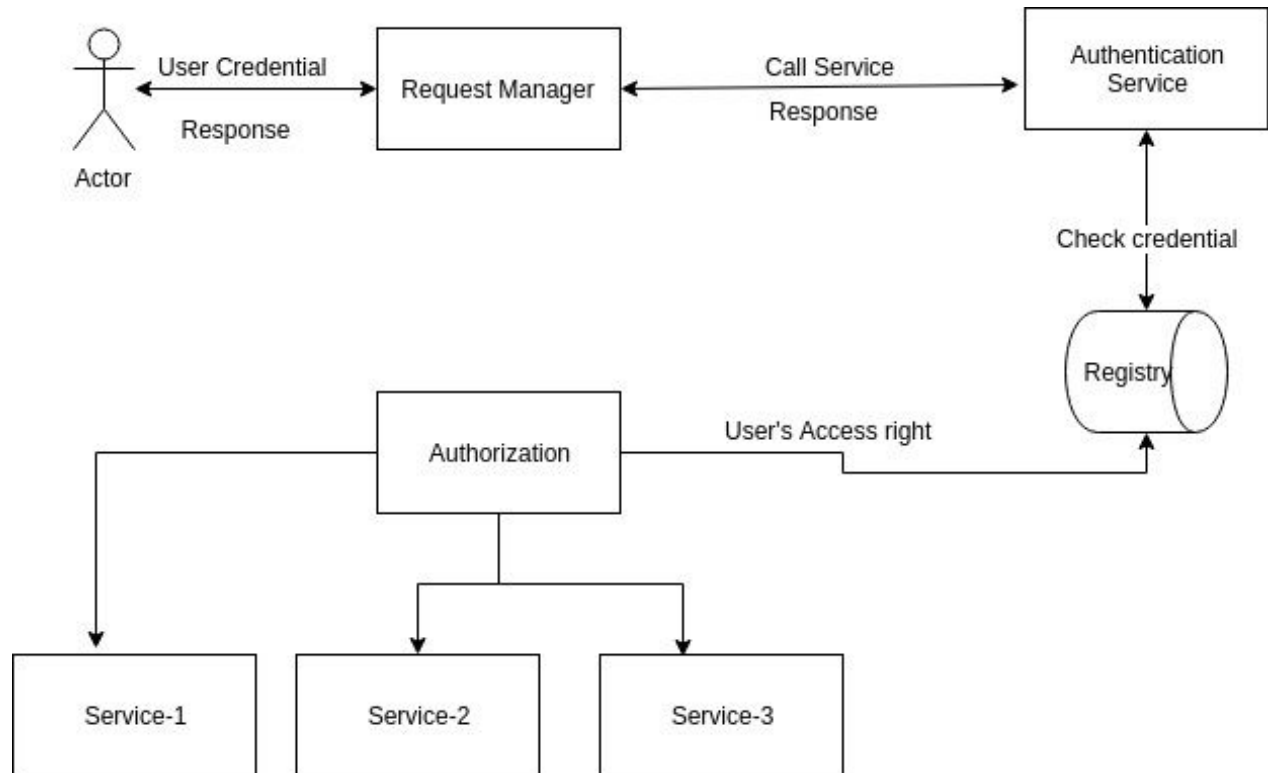 User Credential
Response
Actor
Request Manager
Call Service
Response
Authentication
Service
Check credential
Registry
User's Access right
Authorization
Service-1
Service-2
Service-3